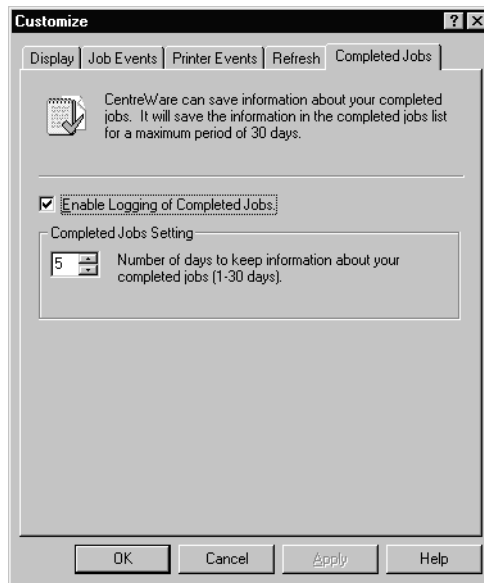 Customize
Display Job Events Printer Events Refresh Completed Jobs
CentreWare can save information about your completed
jobs. It will save the information in the completed jobs list
for a maximum period of 30 days.
Enable Logging of Completed Jobs.
Completed Jobs Setting
5 Number of days to keep information about your
completed jobs (1-30 days).
OK Cancel Apply Help